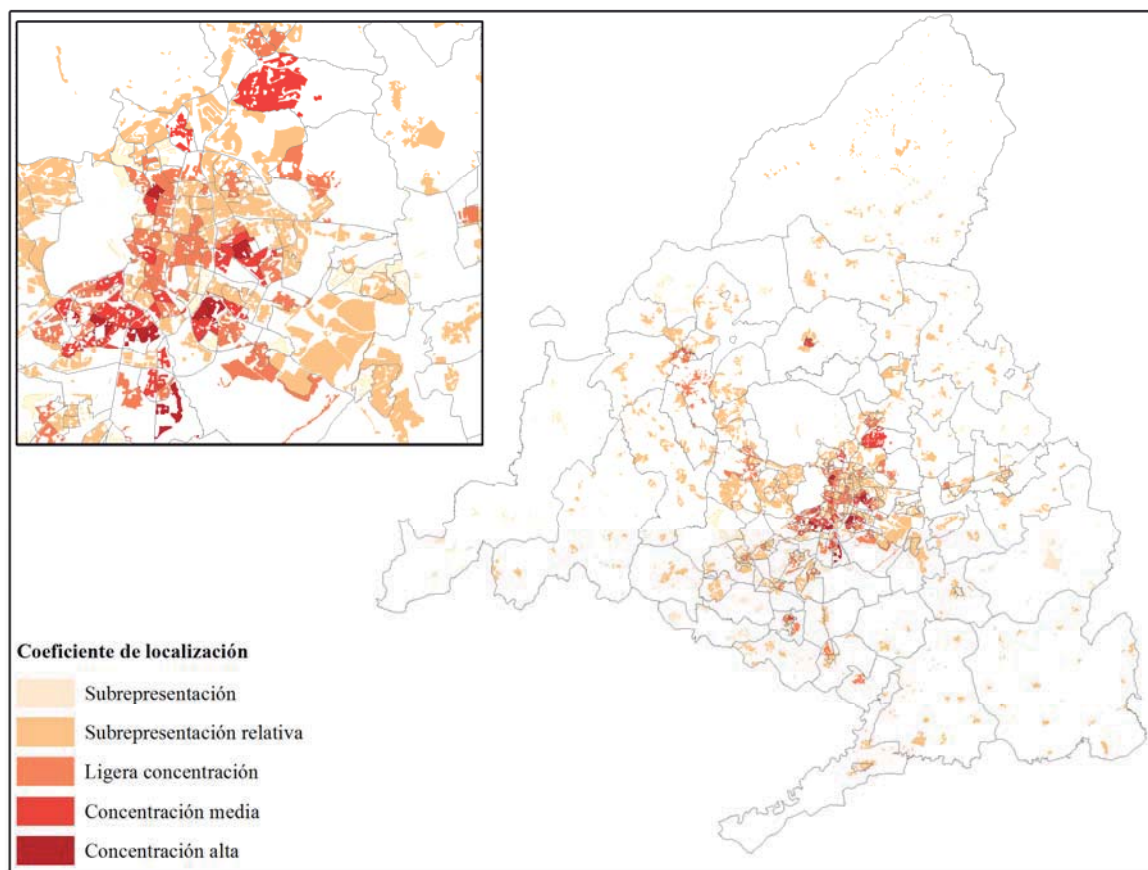 Coeficiente de localización
Subrepresentación
Subrepresentación relativa
Ligera concentración
Concentración media
Concentración alta